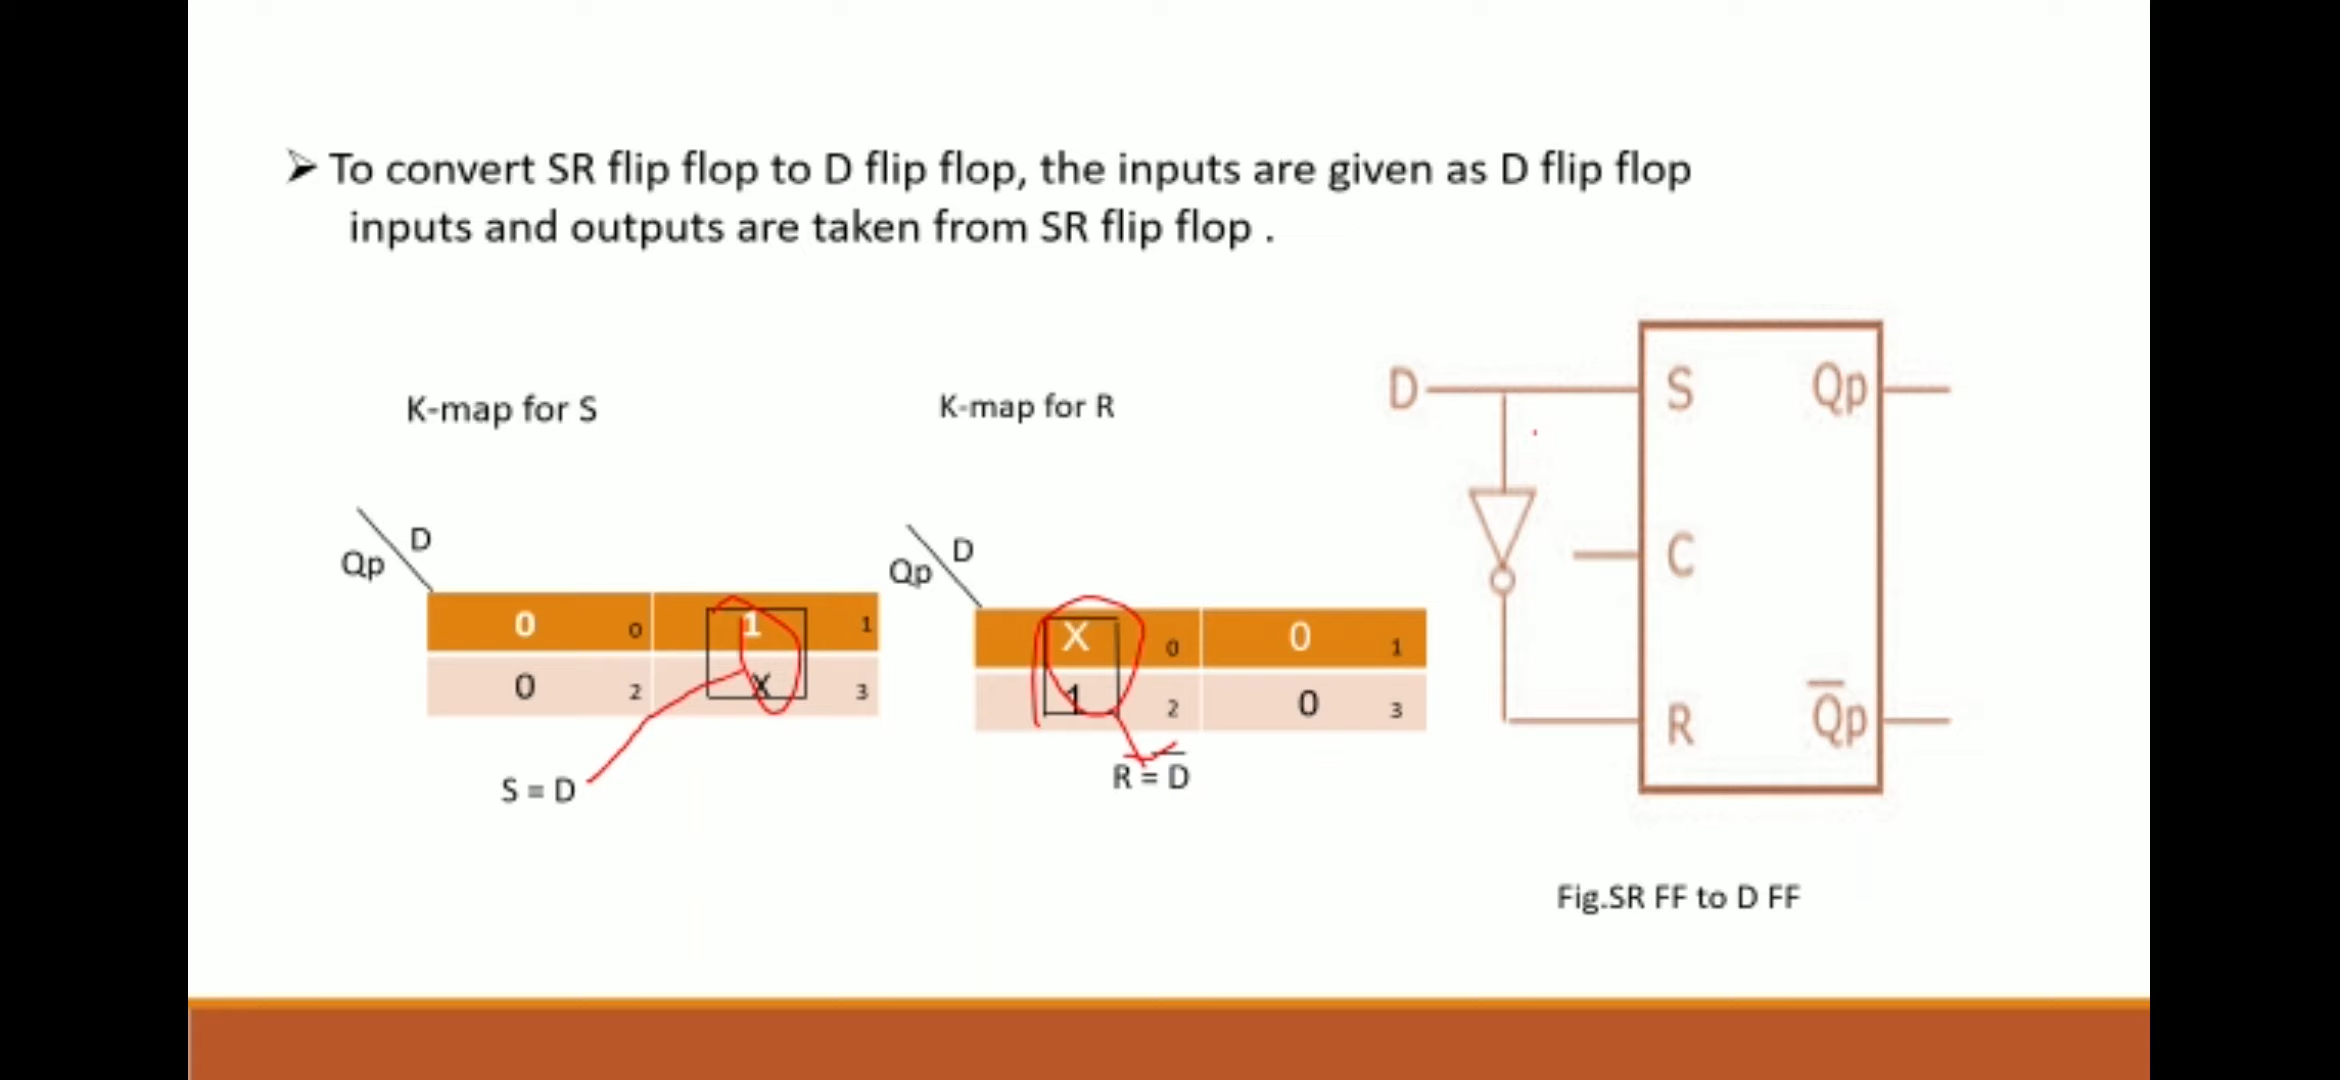 ➢ To convert SR flip flop to D flip flop, the inputs are given as D flip flop
inputs and outputs are taken from SR flip flop .
K-map for S
D
Qp
0 0 1 1
0 2 X 3
S = D
K-map for R
D
Qp
X 0 0 1
1 2 0 3
R = D̅
D S Qp
C
R Q̅p̅
Fig.SR FF to D FF